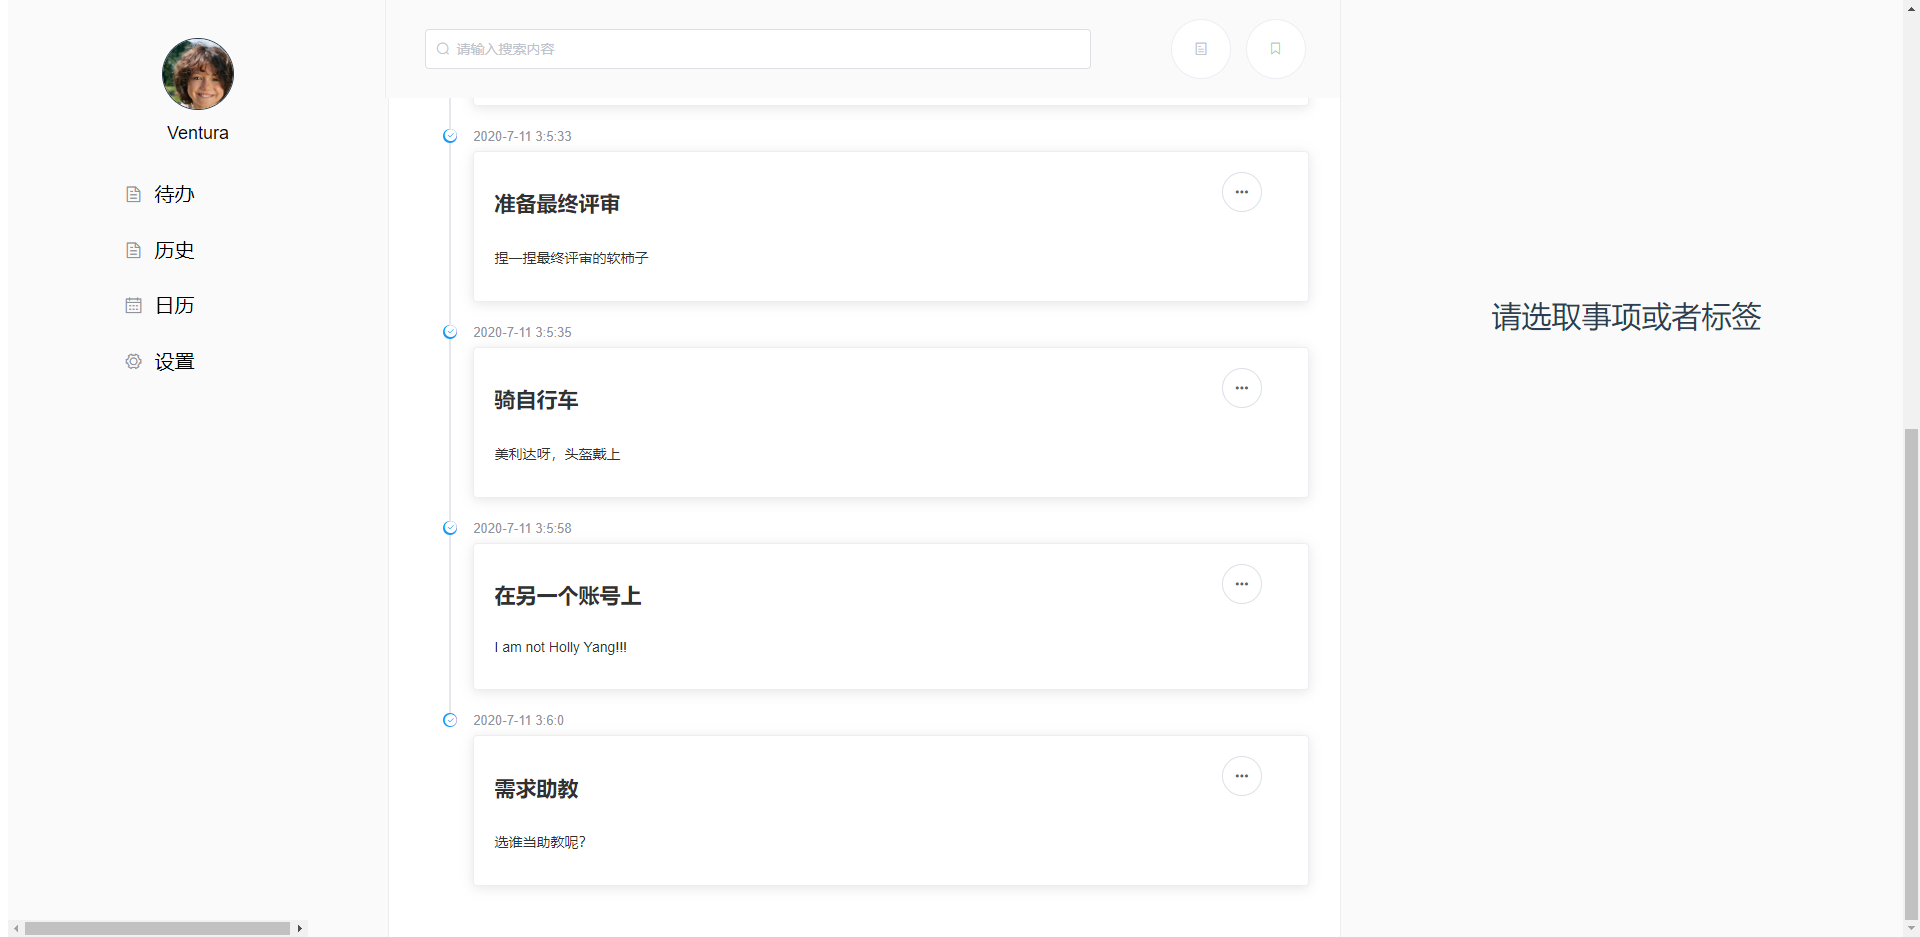 Ventura
待办
历史
日历
设置
请输入搜索内容
2020-7-11 3:5:33
准备最终评审
捏一捏最终评审的软柿子
2020-7-11 3:5:35
骑自行车
美利达呀，头盔戴上
2020-7-11 3:5:58
在另一个账号上
I am not Holly Yang!!!
2020-7-11 3:6:0
需求助教
选谁当助教呢?
请选取事项或者标签